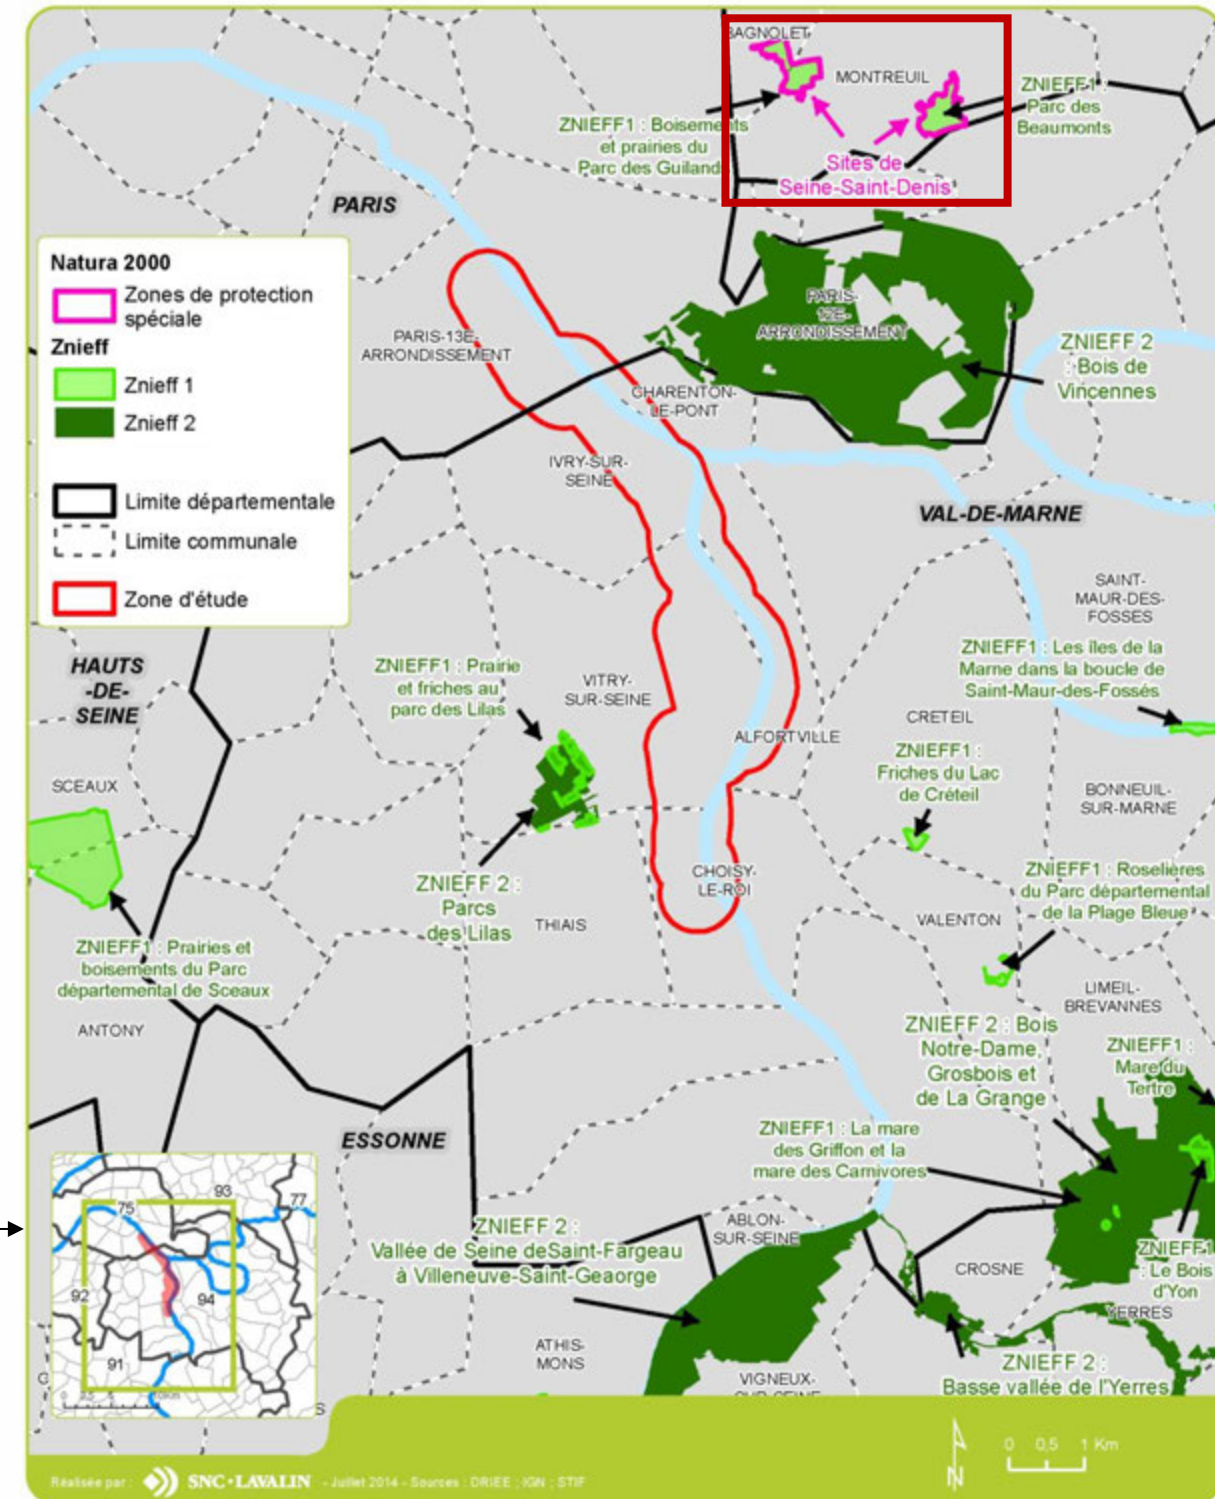 BAGNOLET
MONTREUIL
ZNIEFF1 : Boisements
et prairies du
Parc des Guilands
ZNIEFF1 :
Parc des
Beaumonts
Sites de
Seine-Saint-Denis
PARIS
Natura 2000
Zones de protection
spéciale
Znieff
Znieff 1
Znieff 2
Limite départementale
Limite communale
Zone d'étude
PARIS-13E-
ARRONDISSEMENT
PARIS-
12E-
ARRONDISSEMENT
ZNIEFF 2
: Bois de
Vincennes
CHARENTON-
LE-PONT
IVRY-SUR-
SEINE
VAL-DE-MARNE
SAINT-
MAUR-DES-
FOSSES
HAUTS
-DE-
SEINE
ZNIEFF1 : Prairie
et friches au
parc des Lilas
VITRY-
SUR-SEINE
ZNIEFF1 : Les îles de la
Marne dans la boucle de
Saint-Maur-des-Fossés
CRETEIL
ALFORTVILLE
ZNIEFF1 :
Friches du Lac
de Créteil
SCEAUX
BONNEUIL-
SUR-MARNE
ZNIEFF 2 :
Parcs
des Lilas
THIAIS
CHOISY-
LE-ROI
ZNIEFF1 : Roselières
du Parc départemental
de la Plage Bleue
VALENTON
ZNIEFF1 : Prairies et
boisements du Parc
départemental de Sceaux
ANTONY
LIMEIL-
BREVANNES
ZNIEFF 2 : Bois
Notre-Dame,
Grosbois et
de La Grange
ZNIEFF1 :
Mare du
Tertre
ESSONNE
ZNIEFF1 : La mare
des Griffon et la
mare des Carnivores
ZNIEFF 2 :
Vallée de Seine deSaint-Fargeau
à Villeneuve-Saint-Geaorge
ABLON-
SUR-SEINE
CROSNE
ZNIEFF1
: Le Bois
d'Yon
YERRES
ATHIS-
MONS
VIGNEUX-
SUR-SEINE
ZNIEFF 2 :
Basse vallée de l'Yerres
75
93
77
92
94
91
Réalisée par : SNC•LAVALIN - Juillet 2014 - Sources : DRIEE ; IGN ; STIF
N
0 0,5 1 Km